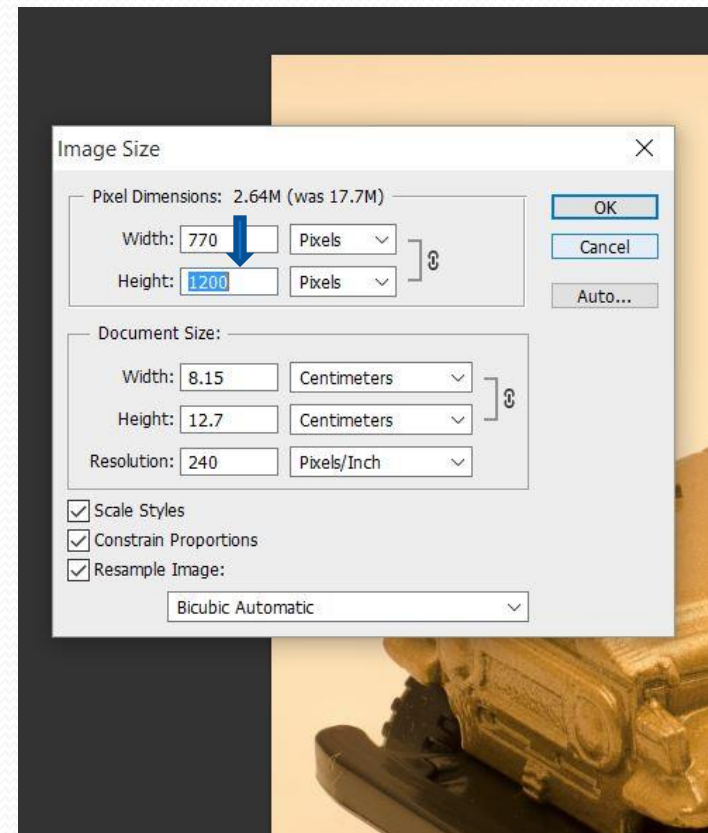 Image Size
Pixel Dimensions: 2.64M (was 17.7M)
Width: 770 Pixels
Height: 1200 Pixels
OK
Cancel
Auto...
Document Size:
Width: 8.15 Centimeters
Height: 12.7 Centimeters
Resolution: 240 Pixels/Inch
Scale Styles
Constrain Proportions
Resample Image:
Bicubic Automatic